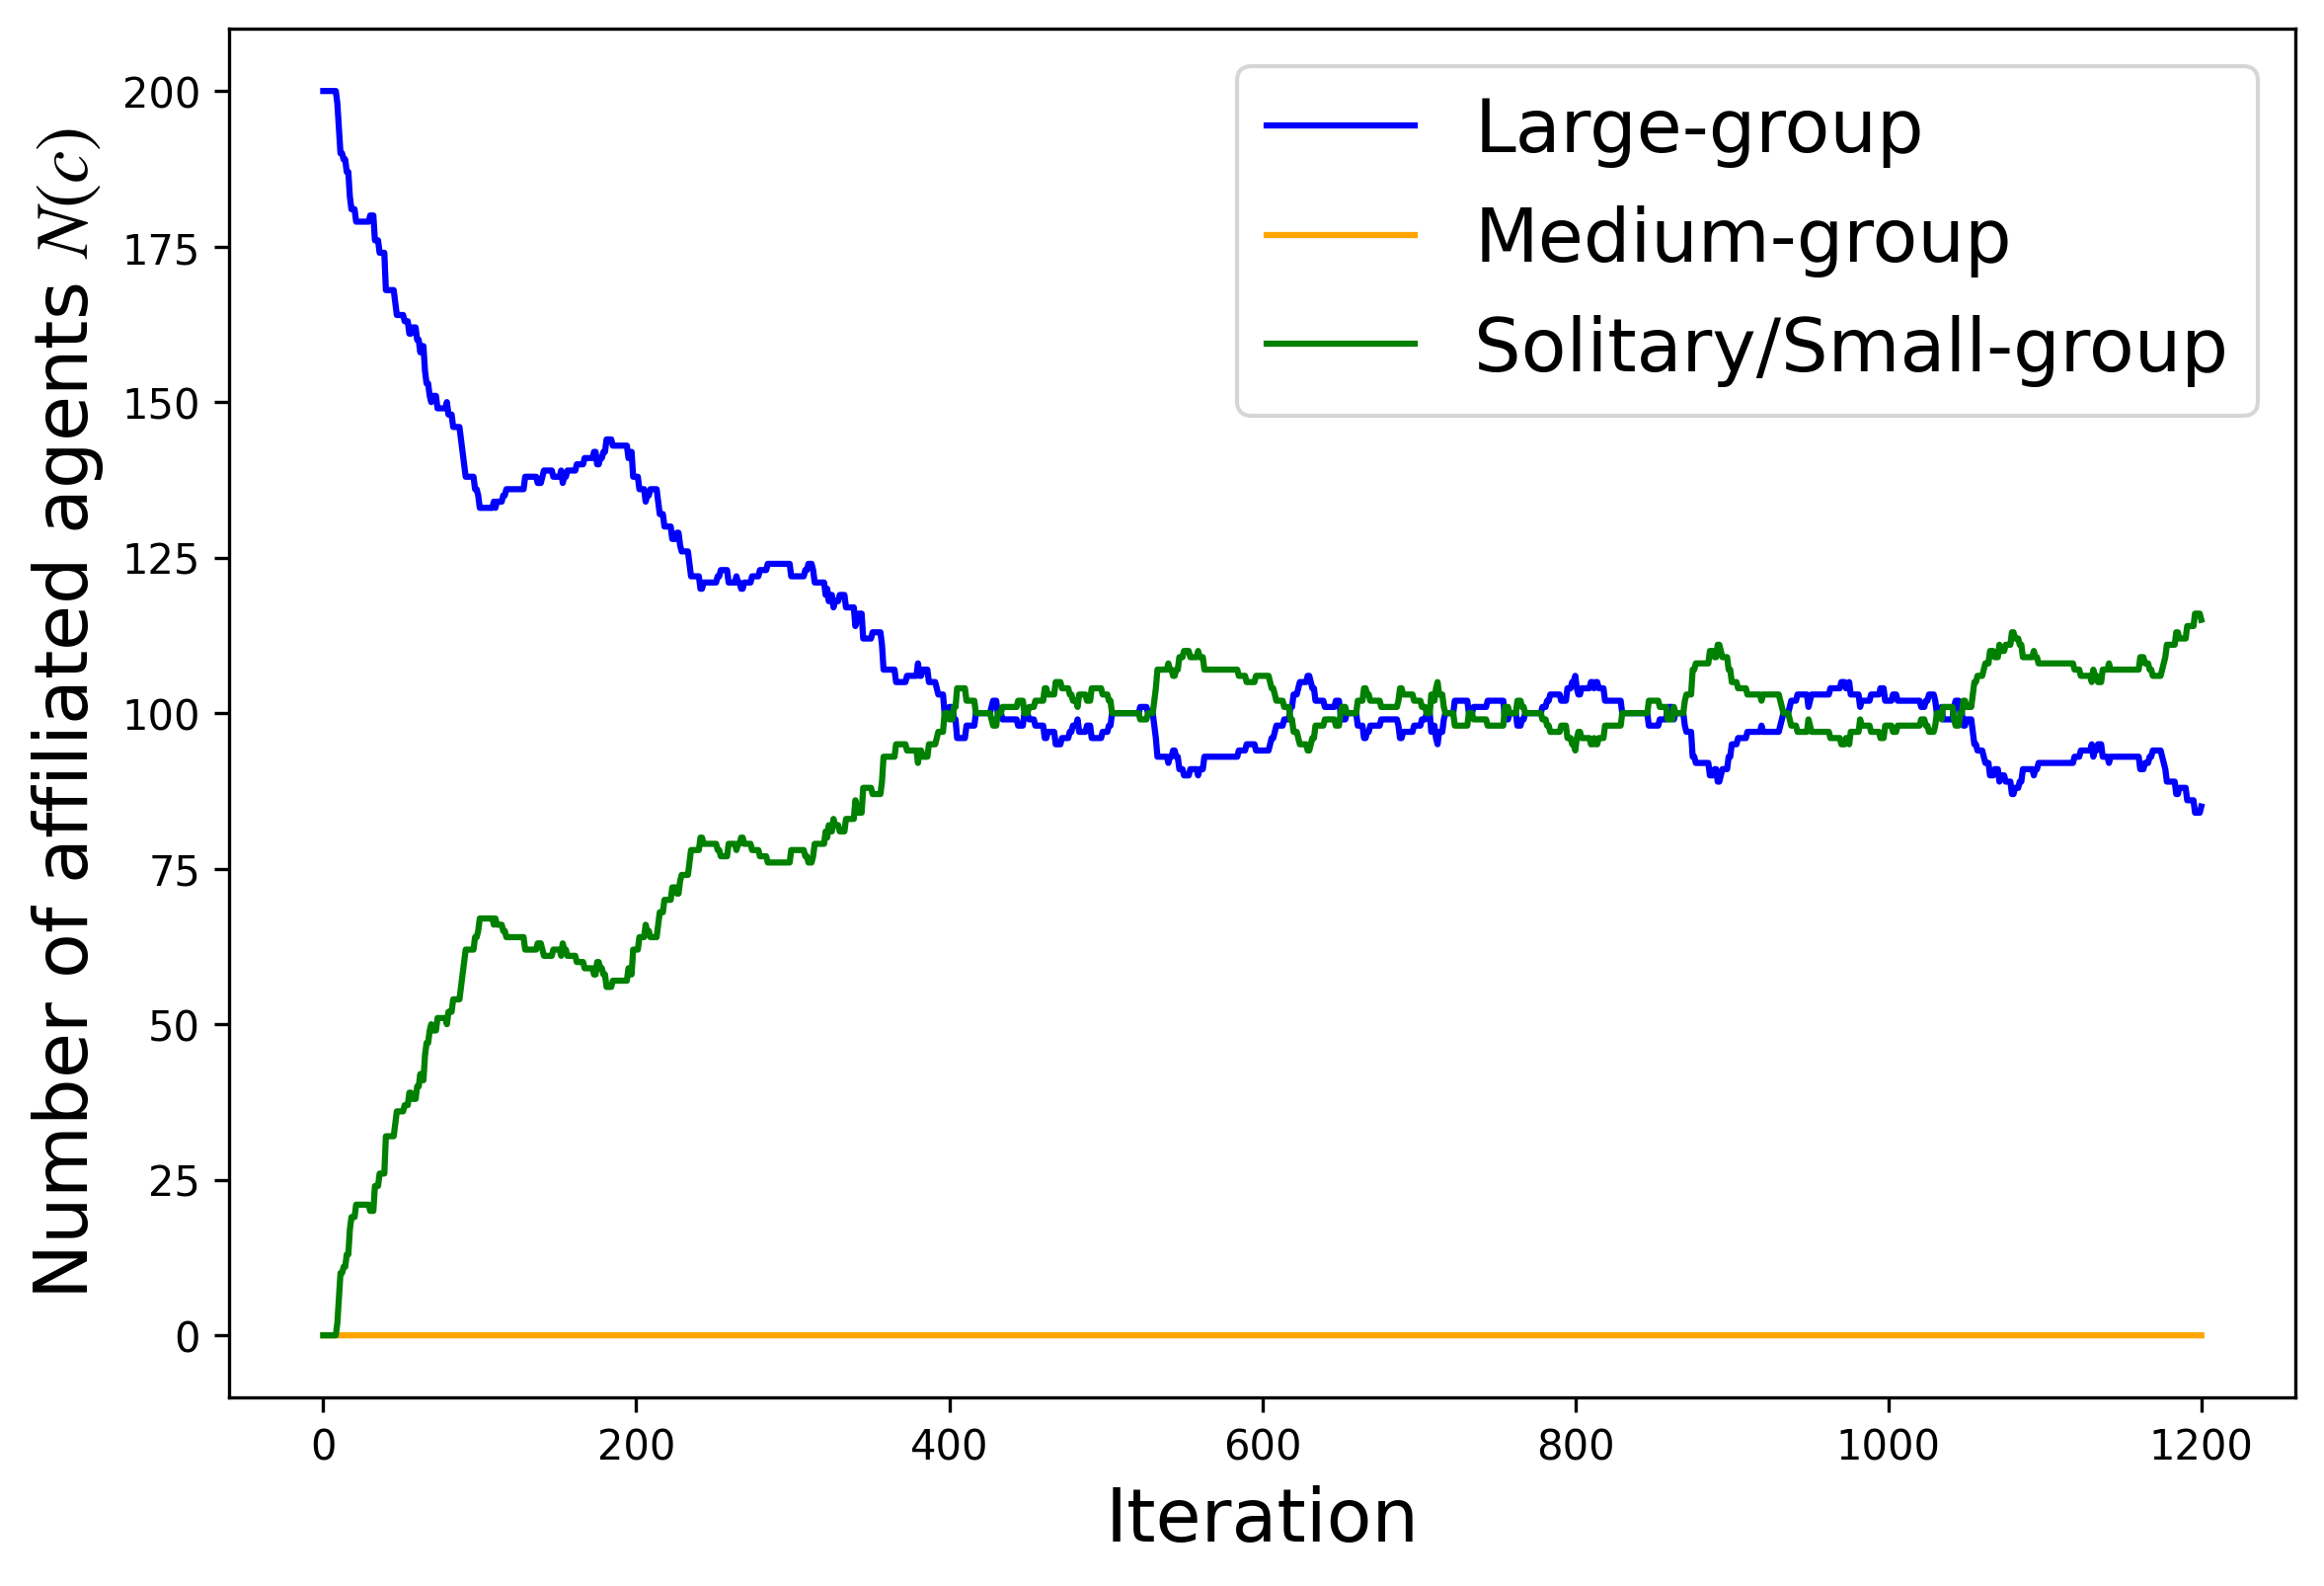 Number of affiliated agents N(c)
200
175
150
125
100
75
50
25
0
Large-group
Medium-group
Solitary/Small-group
0 200 400 600 800 1000 1200
Iteration